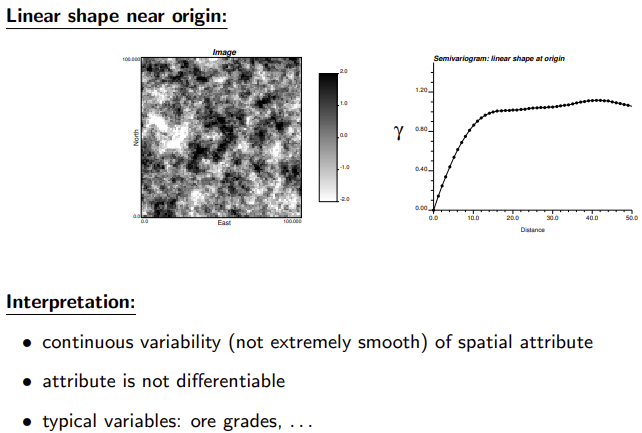 Linear shape near origin:
Image
100.000
North
0.0
0.0
East
100.000
2.0
1.0
0.0
-1.0
-2.0
Semivariogram: linear shape at origin
γ
1.20
0.80
0.40
0.00
0.0
10.0
20.0
30.0
40.0
50.0
Distance
Interpretation:
• continuous variability (not extremely smooth) of spatial attribute
• attribute is not differentiable
• typical variables: ore grades, ...